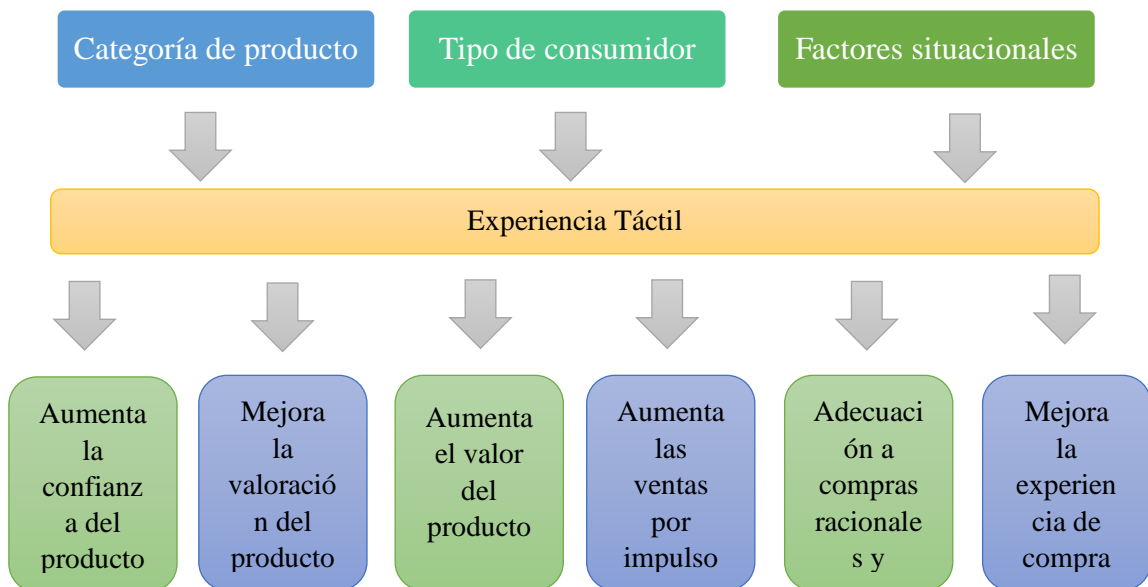 Categoría de producto
Tipo de consumidor
Factores situacionales
Experiencia Táctil
Aumenta
la
confianz
a del
producto
Mejora
la
valoració
n del
producto
Aumenta
el valor
del
producto
Aumenta
las
ventas
por
impulso
Adecuaci
ón a
compras
racionale
s y
Mejora
la
experien
cia de
compra